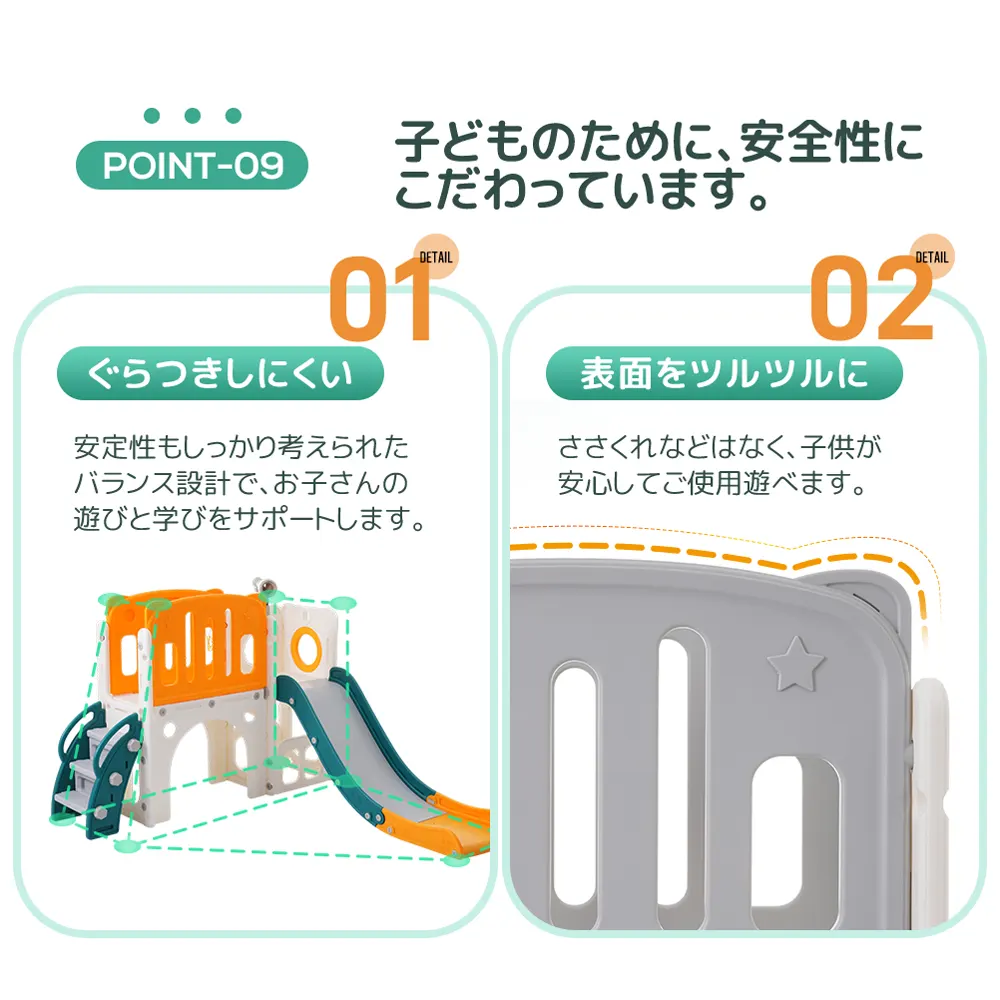 POINT-09
子どものために、安全性に
こだわっています。
01
DETAIL
ぐらつきしにくい
安定性もしっかり考えられた
バランス設計で、お子さんの
遊びと学びをサポートします。
02
DETAIL
表面をツルツルに
ささくれなどはなく、子供が
安心してご使用遊べます。